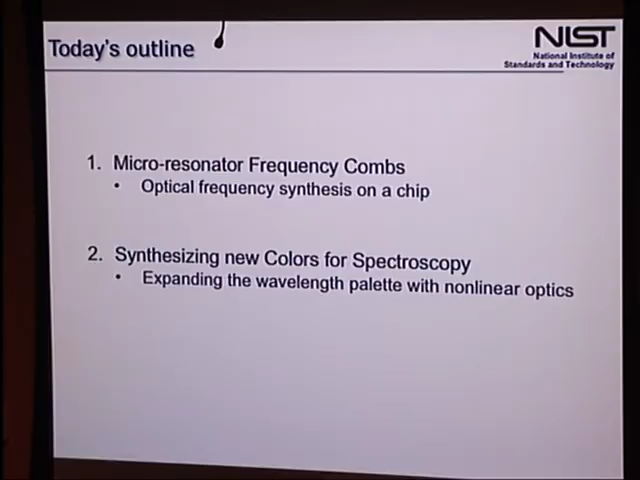 Today's outline
NIST
National Institute of
Standards and Technology
1. Micro-resonator Frequency Combs
• Optical frequency synthesis on a chip
2. Synthesizing new Colors for Spectroscopy
• Expanding the wavelength palette with nonlinear optics